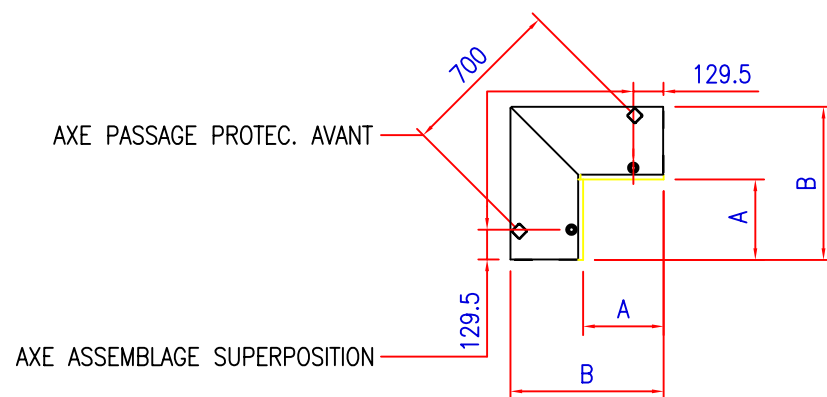 700
129.5
AXE PASSAGE PROTEC. AVANT
B
A
129.5
A
AXE ASSEMBLAGE SUPERPOSITION
B